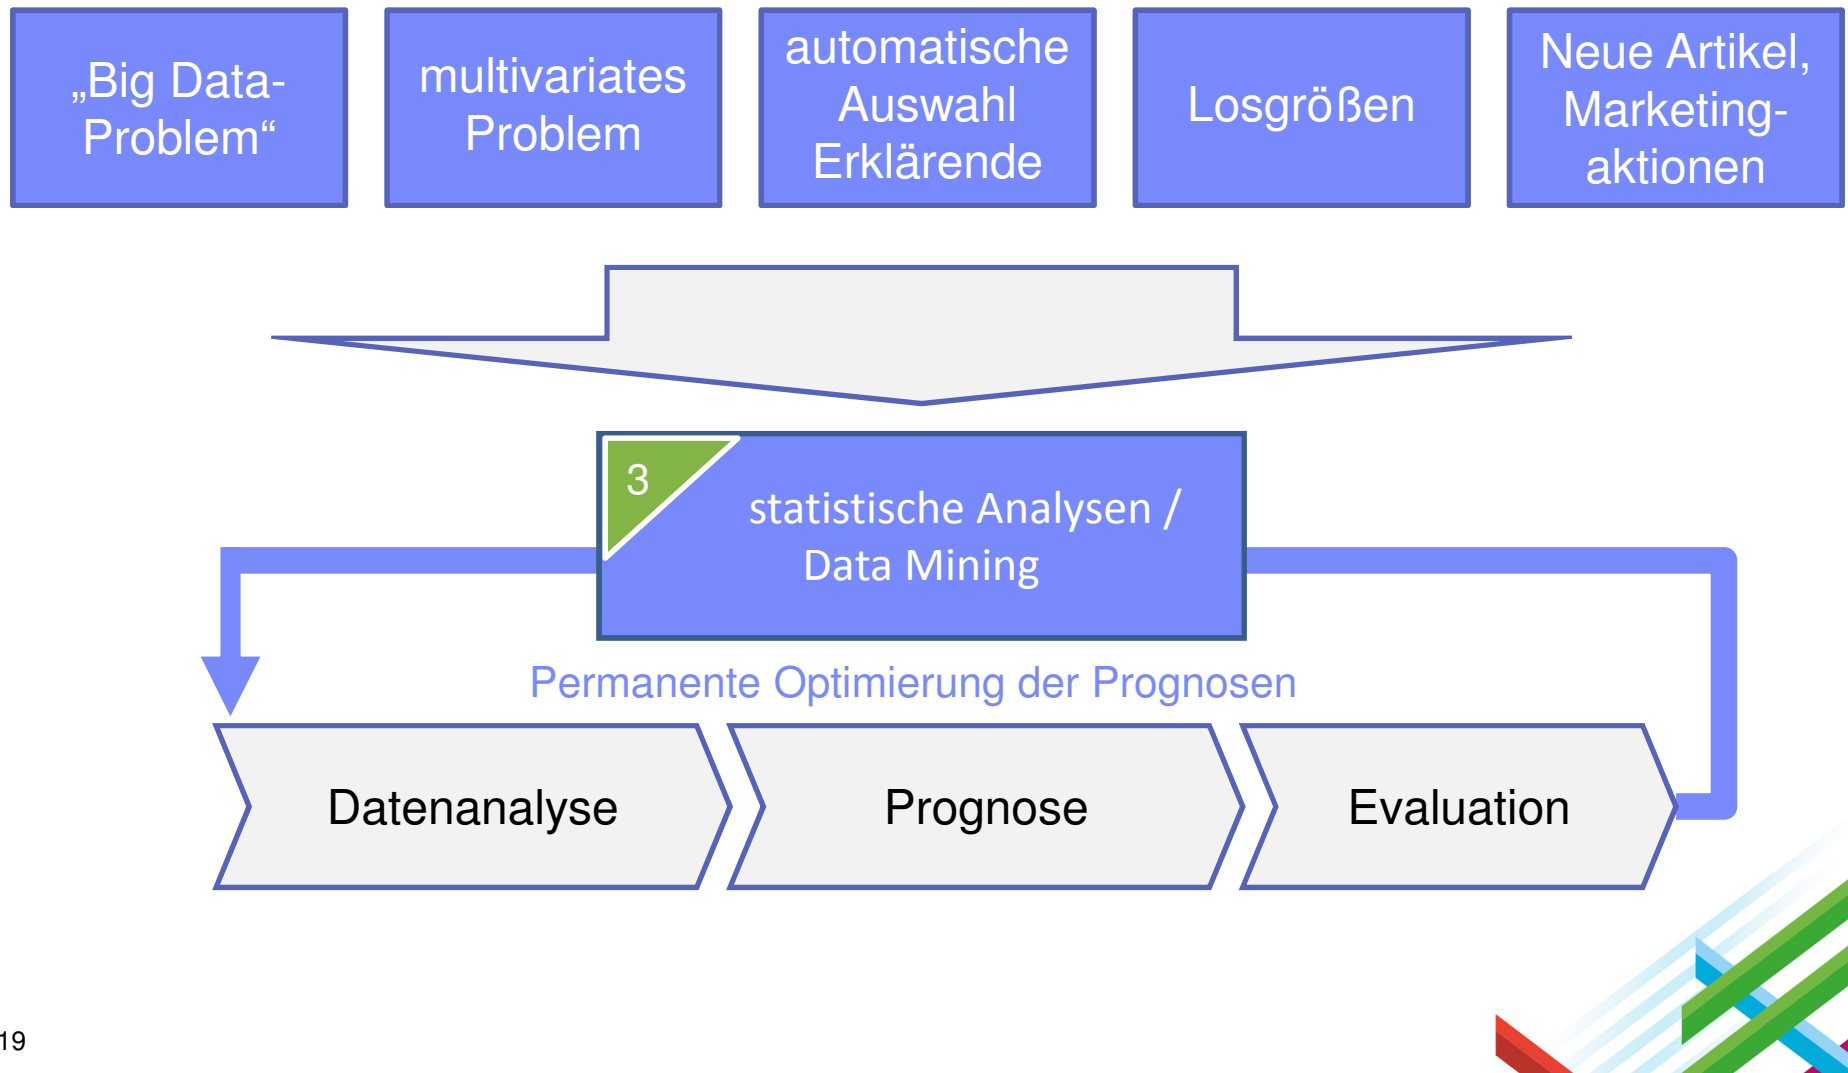 „Big Data-
Problem“
multivariates
Problem
automatische
Auswahl
Erklärende
Losgrößen
Neue Artikel,
Marketing-
aktionen
3
statistische Analysen /
Data Mining
Permanente Optimierung der Prognosen
Datenanalyse
Prognose
Evaluation
19